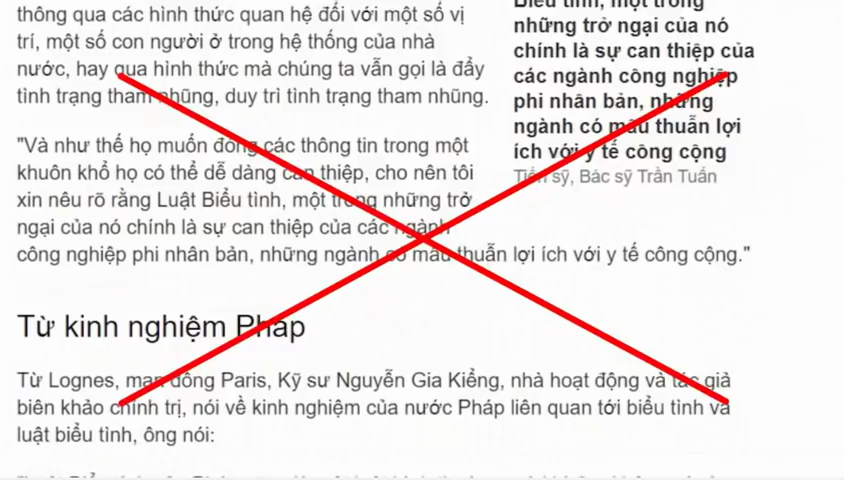 thông qua các hình thức quan hệ đối với một số vị
trí, một số con người ở trong hệ thống của nhà
nước, hay qua hình thức mà chúng ta vẫn gọi là đẩy
tình trạng tham nhũng, duy trì tình trạng tham nhũng.
"Và như thế họ muốn đóng các thông tin trong một
khuôn khổ họ có thể dễ dàng can thiệp, cho nên tôi
xin nêu rõ rằng Luật Biểu tình, một trong những trở
ngại của nó chính là sự can thiệp của các ngành
công nghiệp phi nhân bản, những ngành có mâu thuẫn lợi ích với y tế công cộng."
Biểu tình, một trong
những trở ngại của nó
chính là sự can thiệp của
các ngành công nghiệp
phi nhân bản, những
ngành có mâu thuẫn lợi
ích với y tế công cộng
Tiến sỹ, Bác sỹ Trần Tuấn
Từ kinh nghiệm Pháp
Từ Lognes, mạn đông Paris, Kỹ sư Nguyễn Gia Kiểng, nhà hoạt động và tác giả
biên khảo chính trị, nói về kinh nghiệm của nước Pháp liên quan tới biểu tình và
luật biểu tình, ông nói: